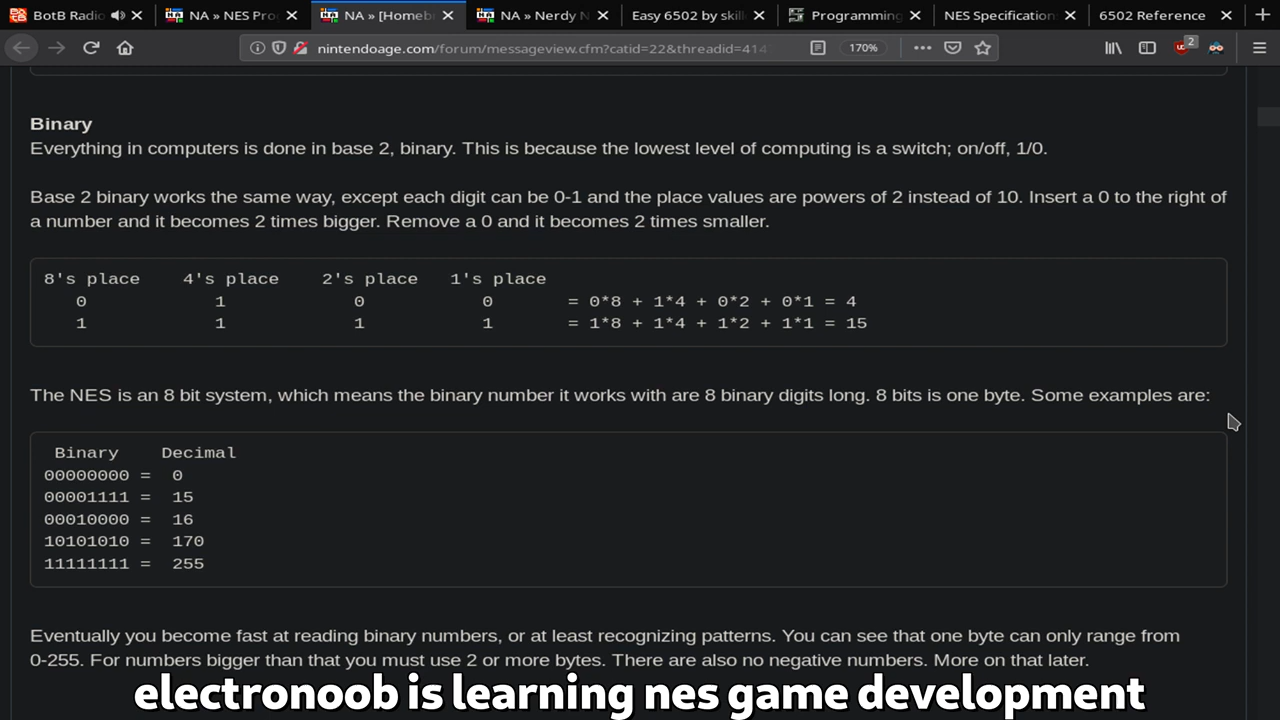 BotB Radio
NA » NES Pro
NA » [Homeb
NA » Nerdy N
Easy 6502 by skil
Programming
NES Specification
6502 Reference
nintendoage.com/forum/messageview.cfm?catid=22&threadid=414
170%
2
Binary
Everything in computers is done in base 2, binary. This is because the lowest level of computing is a switch; on/off, 1/0.
Base 2 binary works the same way, except each digit can be 0-1 and the place values are powers of 2 instead of 10. Insert a 0 to the right of
a number and it becomes 2 times bigger. Remove a 0 and it becomes 2 times smaller.
8's place 4's place 2's place 1's place
0 1 0 0 = 0*8 + 1*4 + 0*2 + 0*1 = 4
1 1 1 1 = 1*8 + 1*4 + 1*2 + 1*1 = 15
The NES is an 8 bit system, which means the binary number it works with are 8 binary digits long. 8 bits is one byte. Some examples are:
Binary Decimal
00000000 = 0
00001111 = 15
00010000 = 16
10101010 = 170
11111111 = 255
Eventually you become fast at reading binary numbers, or at least recognizing patterns. You can see that one byte can only range from
0-255. For numbers bigger than that you must use 2 or more bytes. There are also no negative numbers. More on that later.
electronoob is learning nes game development